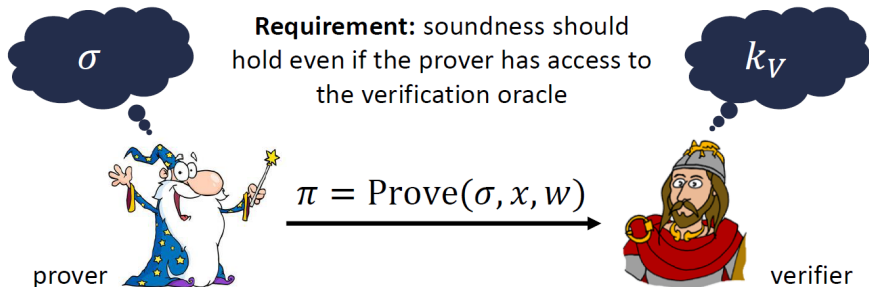 σ
Requirement: soundness should
hold even if the prover has access to
the verification oracle
k_V
π = Prove(σ, x, w)
prover
verifier